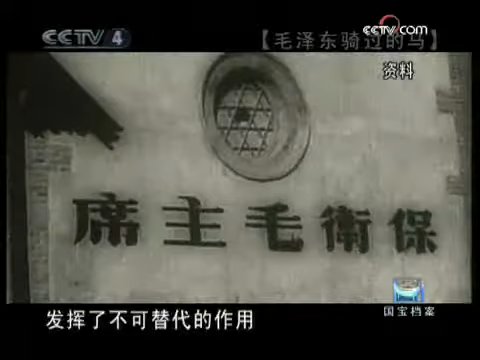 CCTV 4
CCTV.com
【毛泽东骑过的马】
资料
席主毛衛保
国宝档案
发挥了不可替代的作用